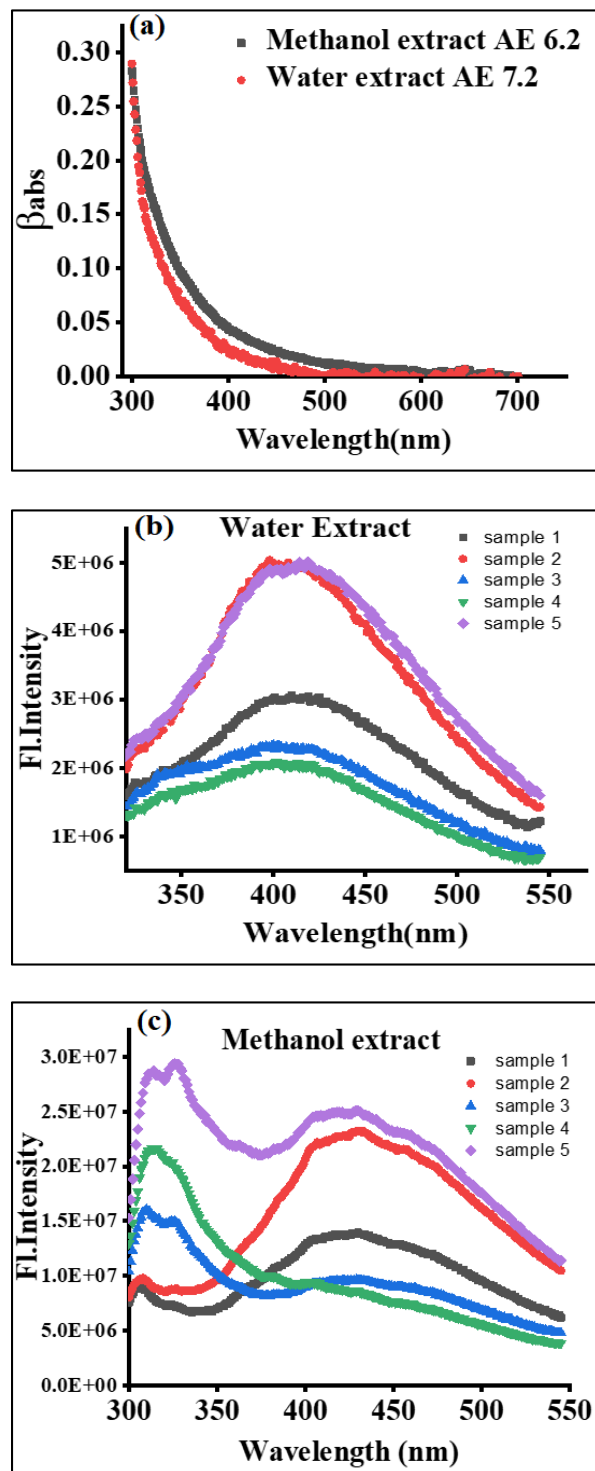 (a)
Methanol extract AE 6.2
Water extract AE 7.2
0.30
0.25
0.20
0.15
0.10
0.05
0.00
βabs
300 400 500 600 700
Wavelength(nm)
(b) Water Extract
sample 1
sample 2
sample 3
sample 4
sample 5
5E+06
4E+06
3E+06
2E+06
1E+06
Fl.Intensity
350 400 450 500 550
Wavelength(nm)
(c) Methanol extract
sample 1
sample 2
sample 3
sample 4
sample 5
3.0E+07
2.5E+07
2.0E+07
1.5E+07
1.0E+07
5.0E+06
0.0E+00
Fl.Intensity
300 350 400 450 500 550
Wavelength (nm)